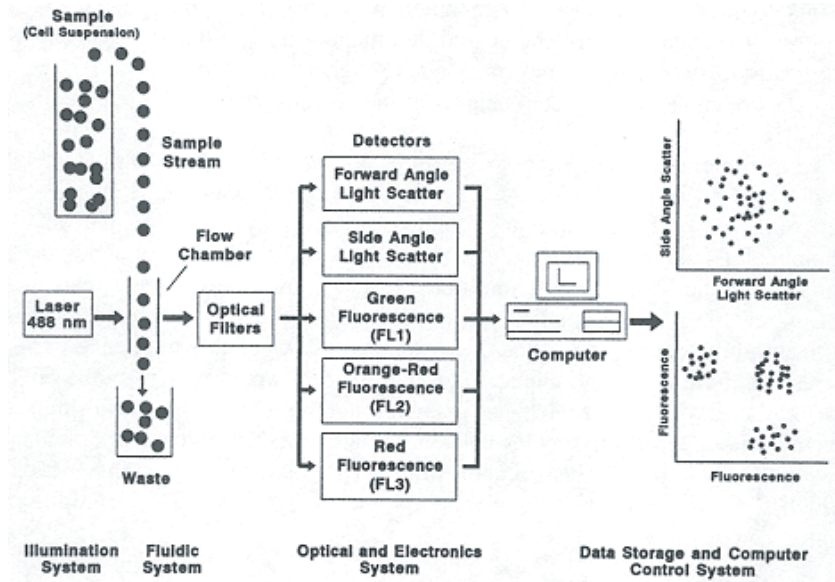 Sample
(Cell Suspension)
Sample
Stream
Flow
Chamber
Laser
488 nm
Optical
Filters
Waste
Detectors
Forward Angle
Light Scatter
Side Angle
Light Scatter
Green
Fluorescence
(FL1)
Orange-Red
Fluorescence
(FL2)
Red
Fluorescence
(FL3)
Computer
Side Angle Scatter
Forward Angle
Light Scatter
Fluorescence
Fluorescence
Illumination
System
Fluidic
System
Optical and Electronics
System
Data Storage and Computer
Control System